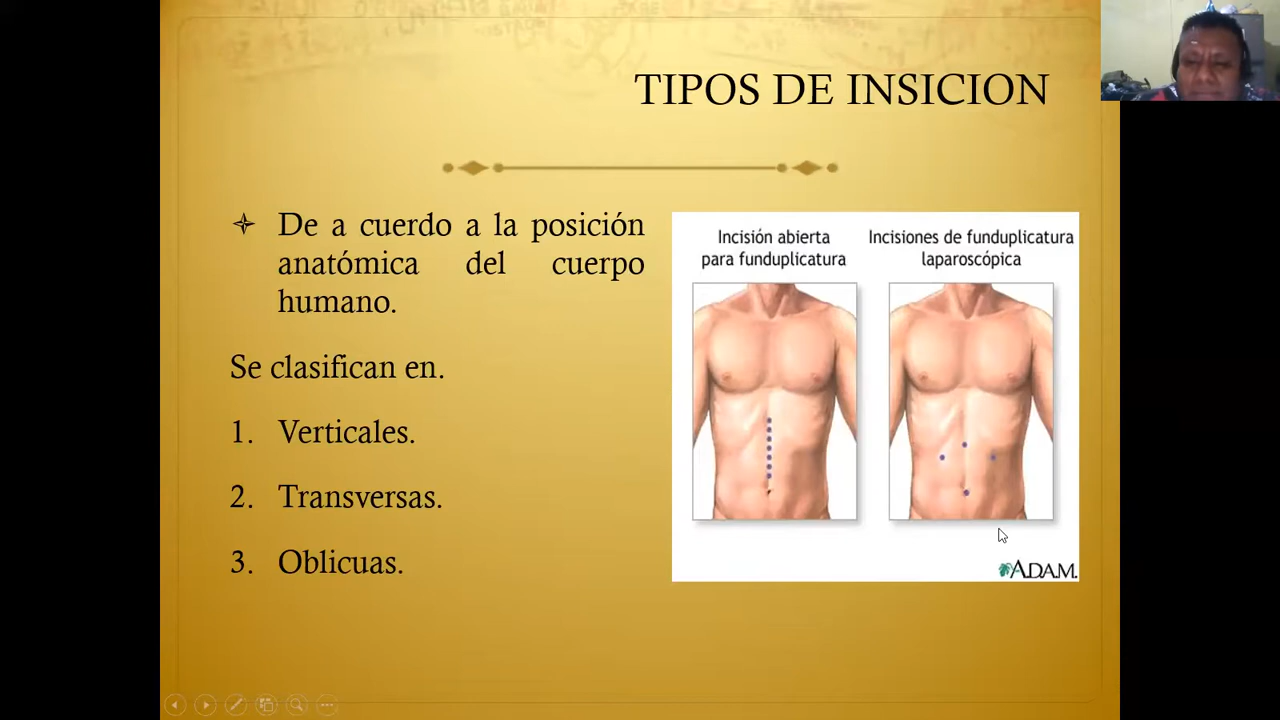 TIPOS DE INSICION
De a cuerdo a la posición
anatómica del cuerpo
humano.
Se clasifican en.
1. Verticales.
2. Transversas.
3. Oblicuas.
Incisión abierta
para funduplicatura
Incisiones de funduplicatura
laparoscópica
A.D.A.M.